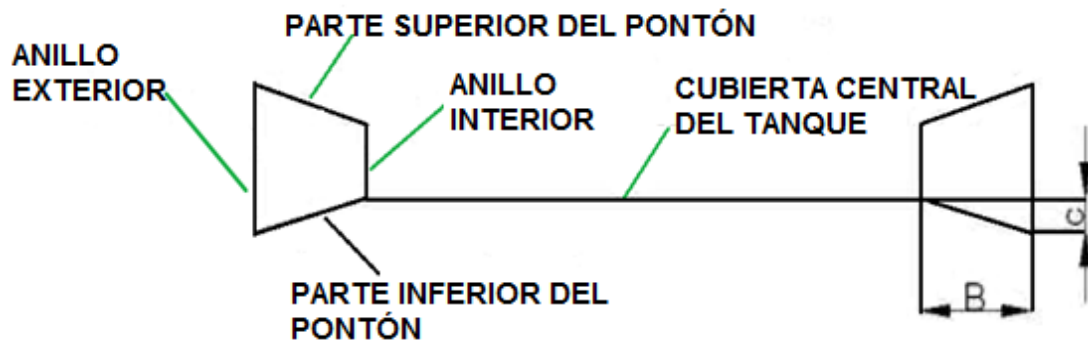 PARTE SUPERIOR DEL PONTÓN
ANILLO
EXTERIOR
ANILLO
INTERIOR
CUBIERTA CENTRAL
DEL TANQUE
C
B
PARTE INFERIOR DEL
PONTÓN